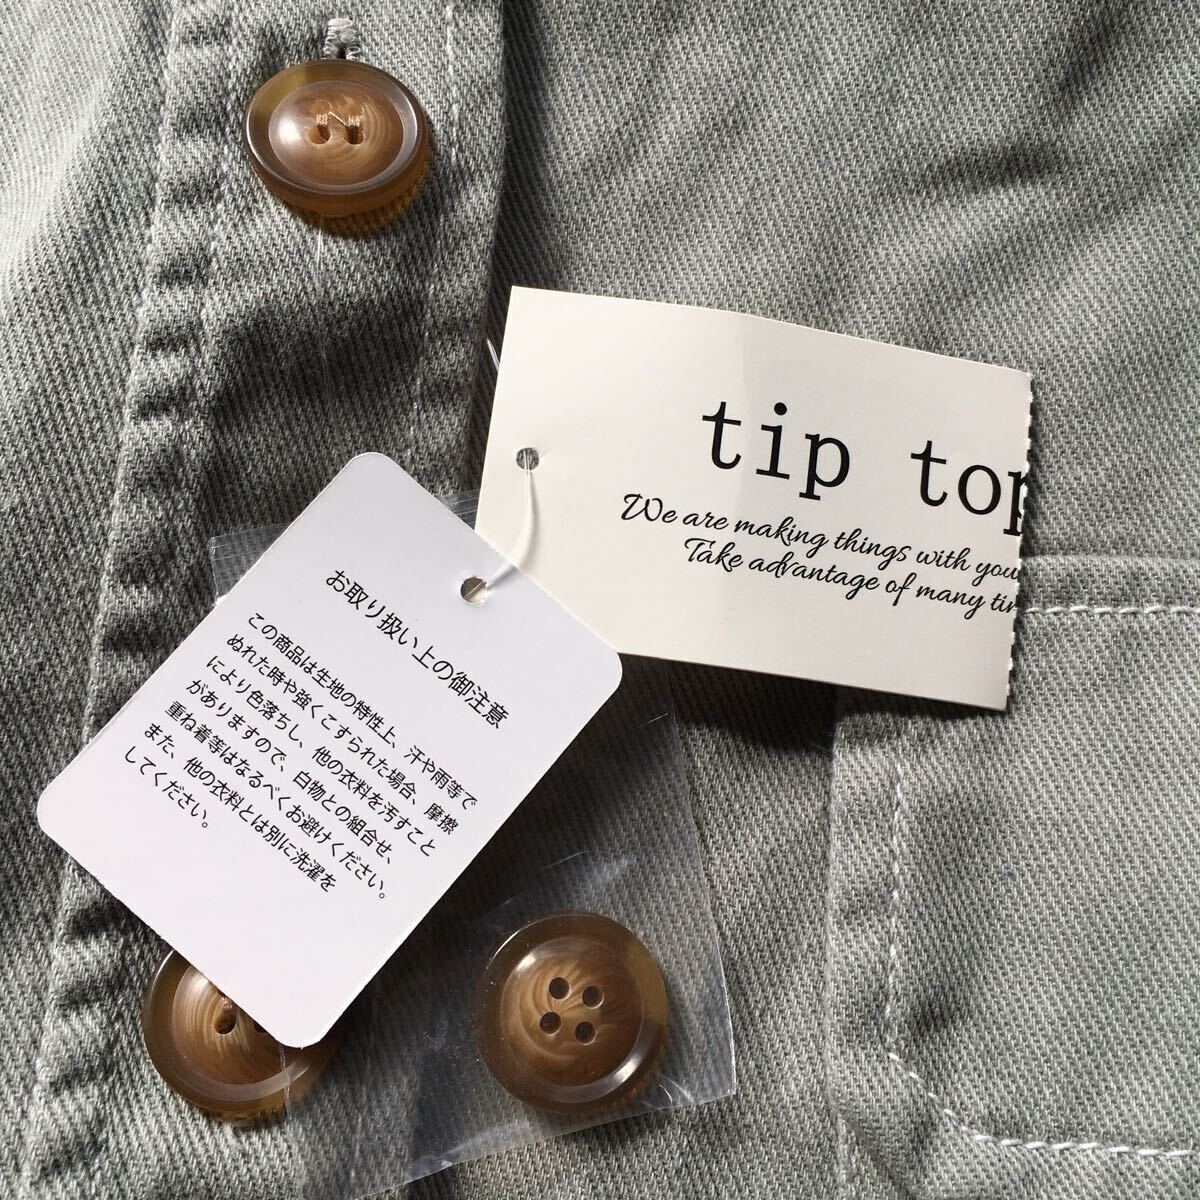 tip top
We are making things with you
Take advantage of many
お取り扱い上の御注意
この商品は生地の特性上、汗や雨等で
ぬれた時や強くこすられた場合、摩擦
により色落ちし、他の衣料を汚すこと
がありますので、白物との組合せ、
重ね着等はなるべくお避けください。
また、他の衣料とは別に洗濯を
してください。